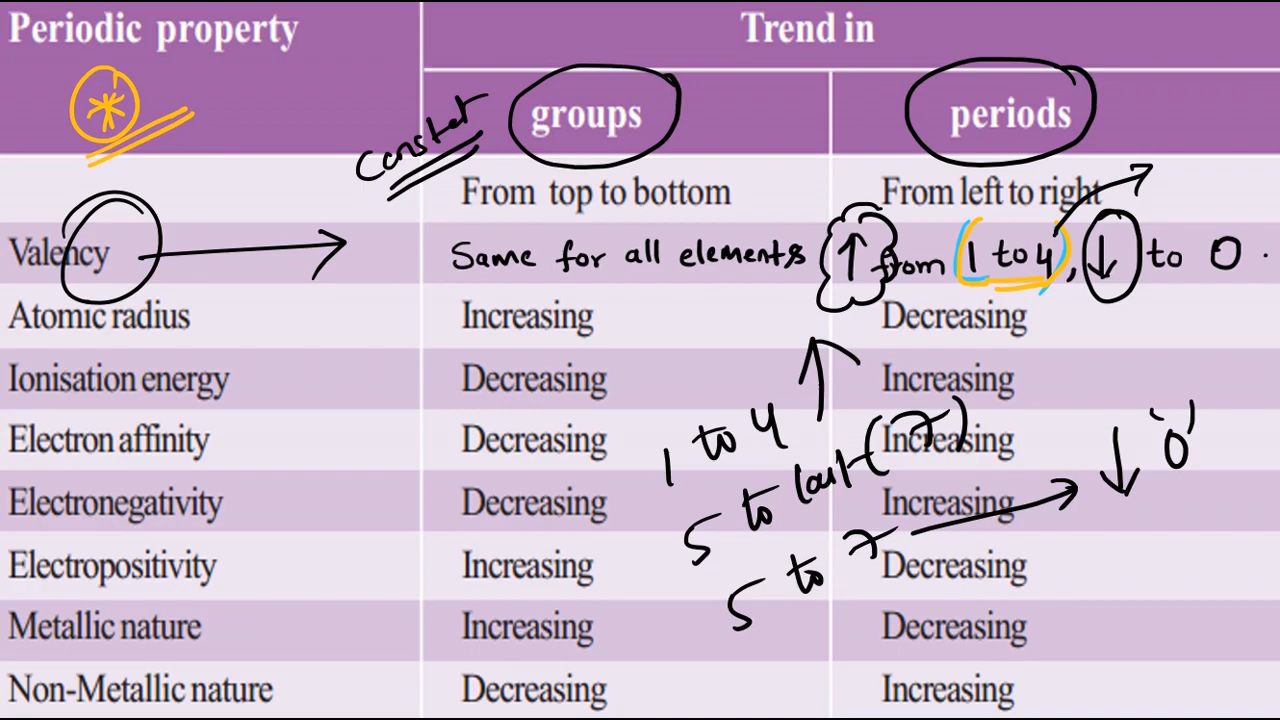 Periodic property Trend in
groups periods
Constat
From top to bottom From left to right
Valency Same for all elements ↑ from 1 to 4, ↓ to 0.
Atomic radius Increasing Decreasing
Ionisation energy Decreasing Increasing
Electron affinity Decreasing Increasing
1 to 4 ↑
5 to last (7)
↓ '0'
Electronegativity Decreasing Increasing
5 to 7 →
Electropositivity Increasing Decreasing
Metallic nature Increasing Decreasing
Non-Metallic nature Decreasing Increasing